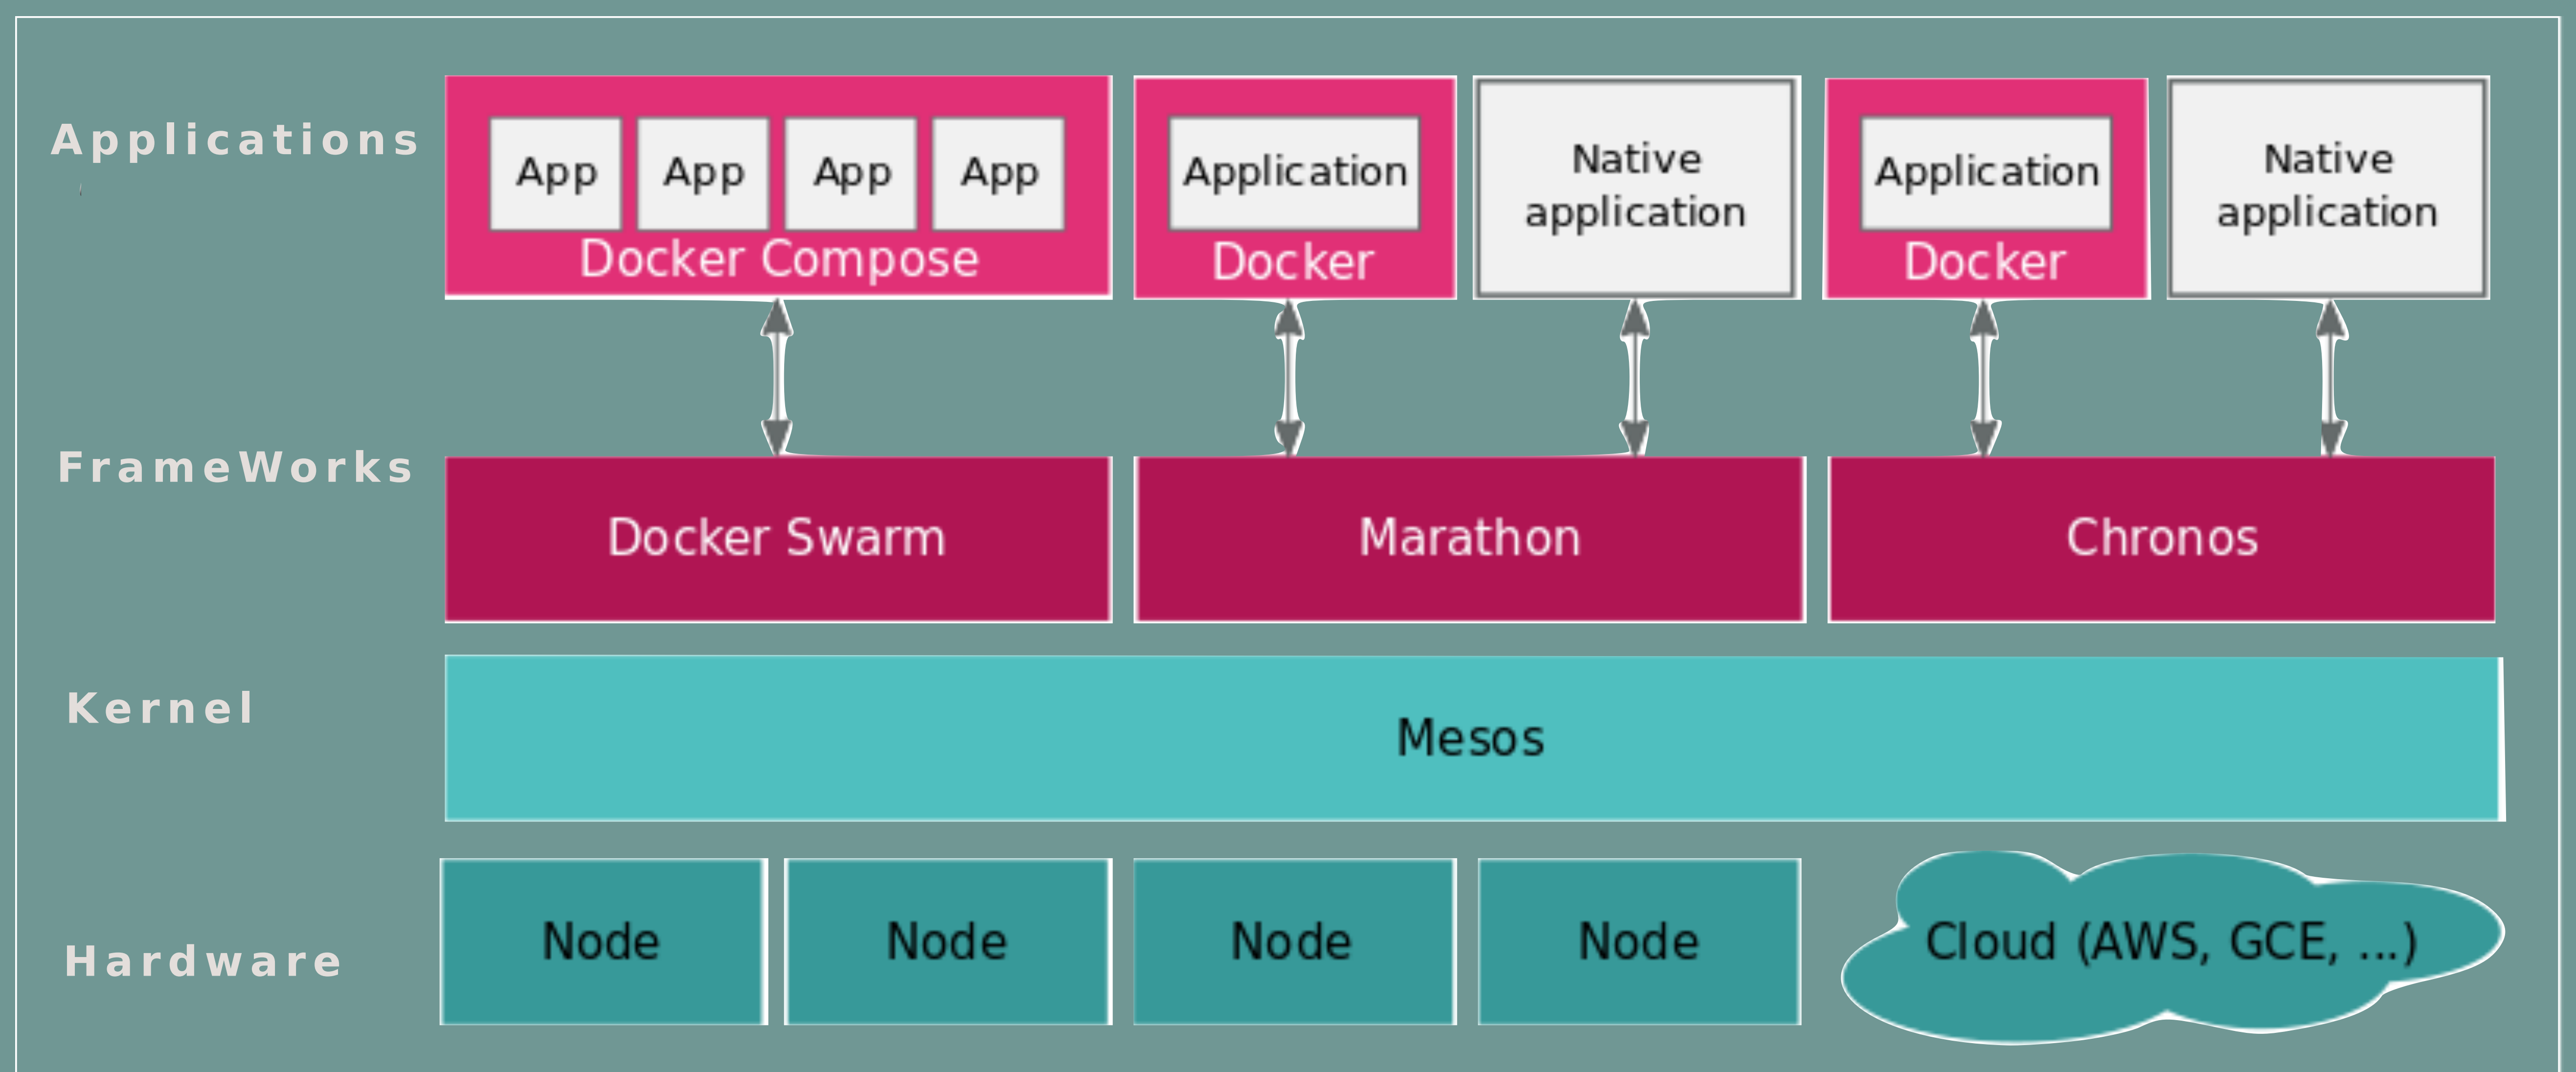 Applications
App
App
App
App
Docker Compose
Application
Docker
Native
application
Application
Docker
Native
application
FrameWorks
Docker Swarm
Marathon
Chronos
Kernel
Mesos
Hardware
Node
Node
Node
Node
Cloud (AWS, GCE, ...)